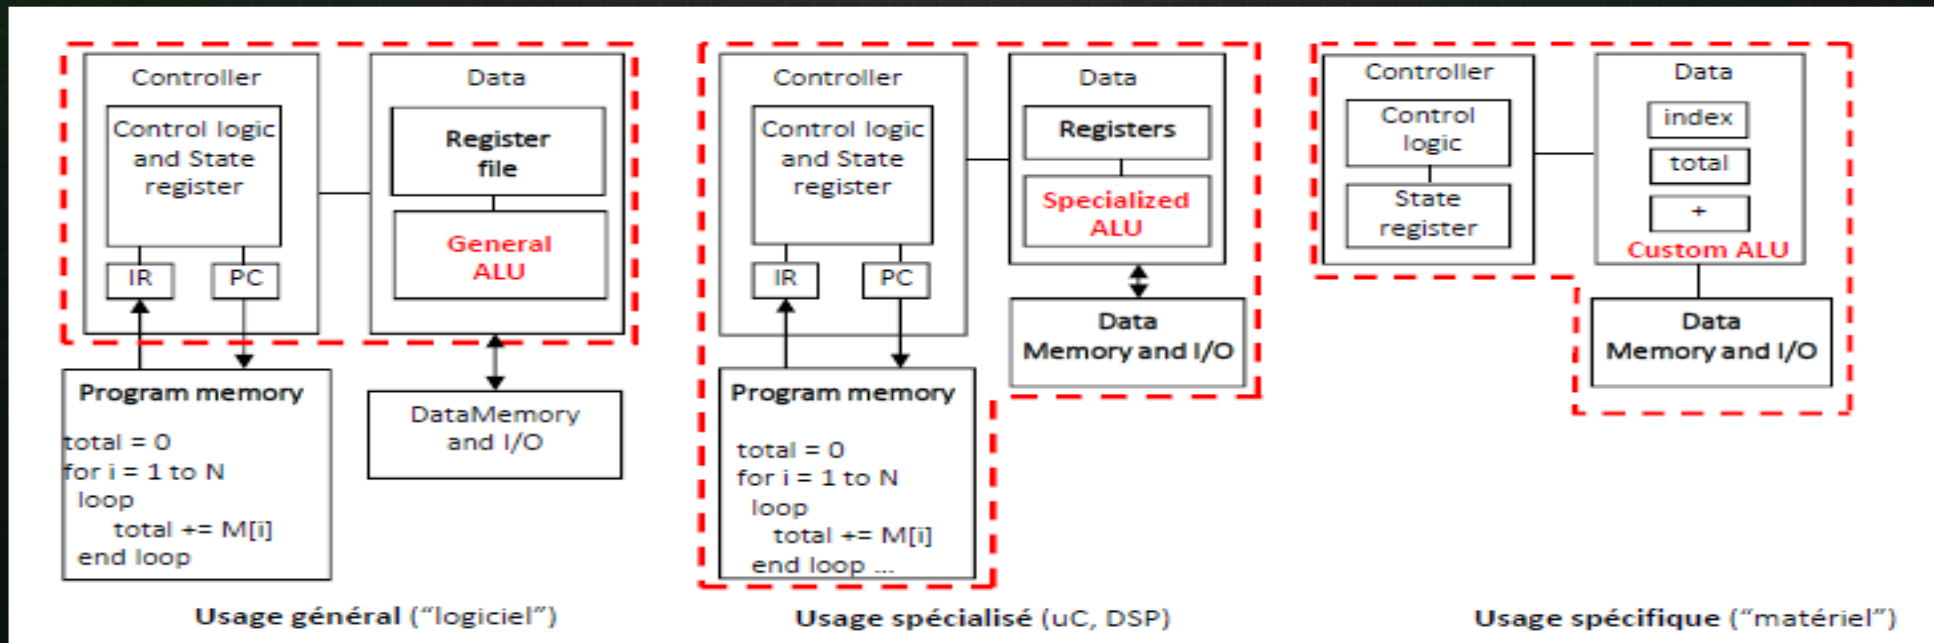 Controller
Control logic
and State
register
IR
PC
Data
Register
file
General
ALU
Program memory
total = 0
for i = 1 to N
loop
total += M[i]
end loop
DataMemory
and I/O
Usage général (“logiciel”)
Controller
Control logic
and State
register
IR
PC
Data
Registers
Specialized
ALU
Data
Memory and I/O
Program memory
total = 0
for i = 1 to N
loop
total += M[i]
end loop ...
Usage spécialisé (uC, DSP)
Controller
Control
logic
State
register
Data
index
total
+
Custom ALU
Data
Memory and I/O
Usage spécifique (“matériel”)